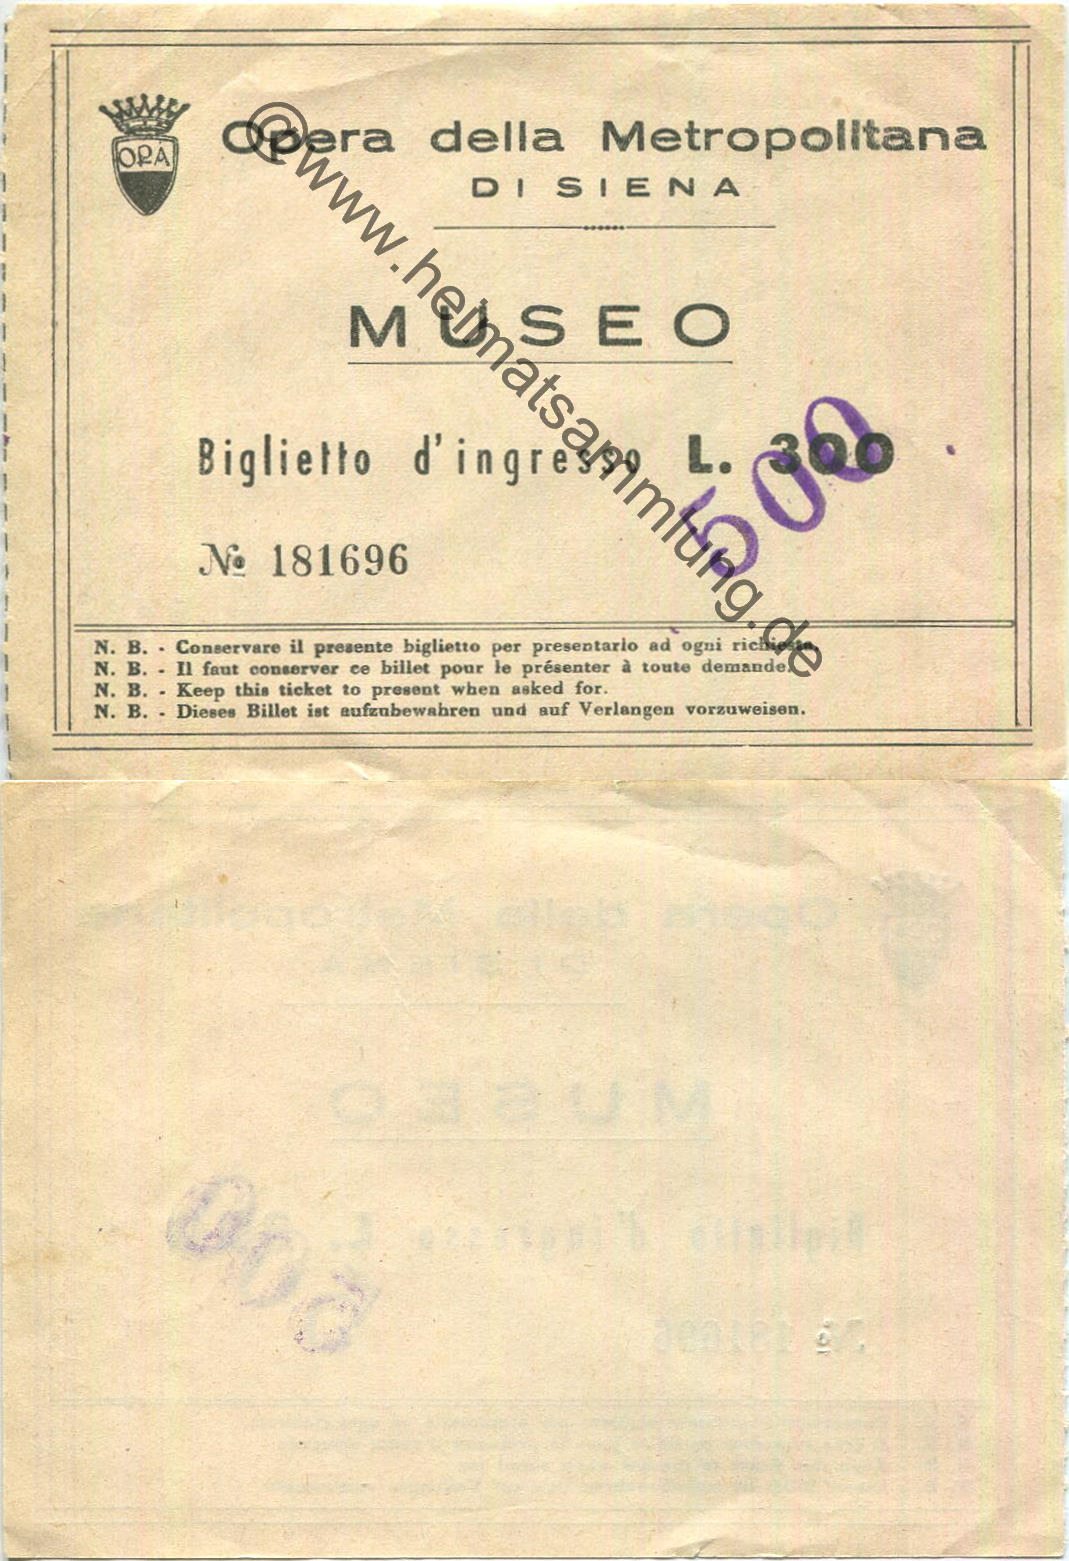 OPA
Opera della Metropolitana
DI SIENA
MUSEO
Biglietto d'ingresso L. 300
500
№ 181696
N. B. - Conservare il presente biglietto per presentarlo ad ogni richiesta.
N. B. - Il faut conserver ce billet pour le présenter à toute demande.
N. B. - Keep this ticket to present when asked for.
N. B. - Dieses Billet ist aufzubewahren und auf Verlangen vorzuweisen.
@www.heimatsammlung.de